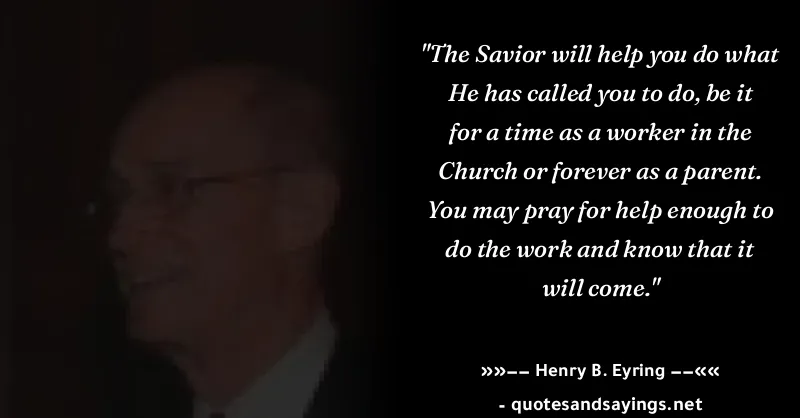 "The Savior will help you do what
He has called you to do, be it
for a time as a worker in the
Church or forever as a parent.
You may pray for help enough to
do the work and know that it
will come."
»»−− Henry B. Eyring −−««
- quotesandsayings.net